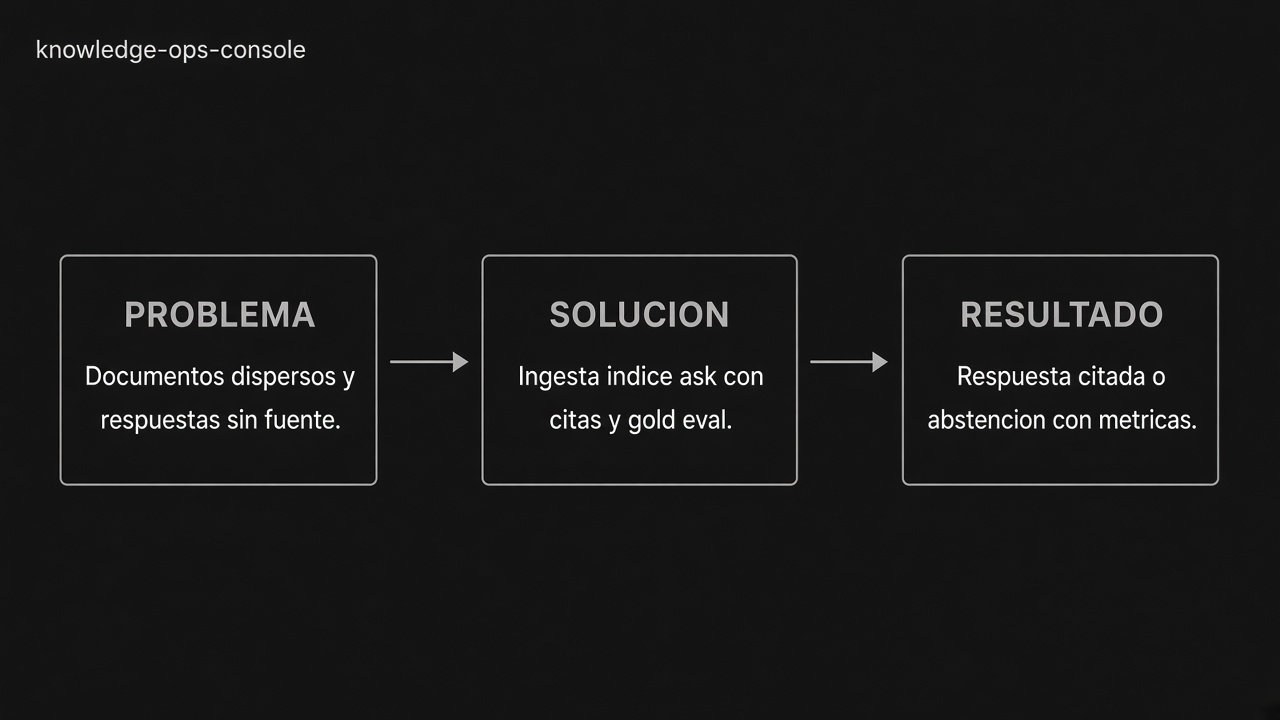 knowledge-ops-console
PROBLEMA
Documentos dispersos y
respuestas sin fuente.
SOLUCION
Ingesta indice ask con
citas y gold eval.
RESULTADO
Respuesta citada o
abstencion con metricas.